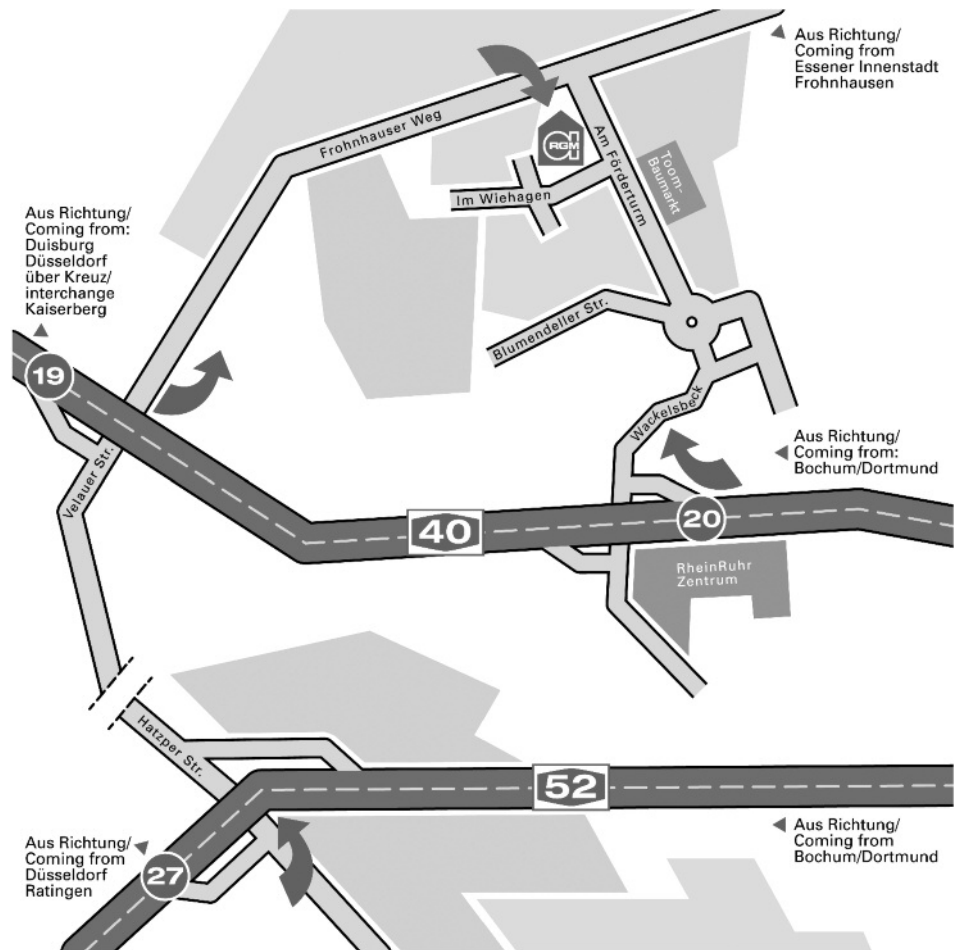 Aus Richtung/
Coming from
Essener Innenstadt
Frohnhausen
Frohnhauser Weg
RGM
Am Förderturm
Toom-
Baumarkt
Im Wiehagen
Aus Richtung/
Coming from:
Duisburg
Düsseldorf
über Kreuz/
interchange
Kaiserberg
Blumendeller Str.
19
Wackelsbeck
Aus Richtung/
Coming from:
Bochum/Dortmund
Velauer Str.
40
20
RheinRuhr
Zentrum
Hatzper Str.
52
Aus Richtung/
Coming from
Düsseldorf
Ratingen
27
Aus Richtung/
Coming from
Bochum/Dortmund